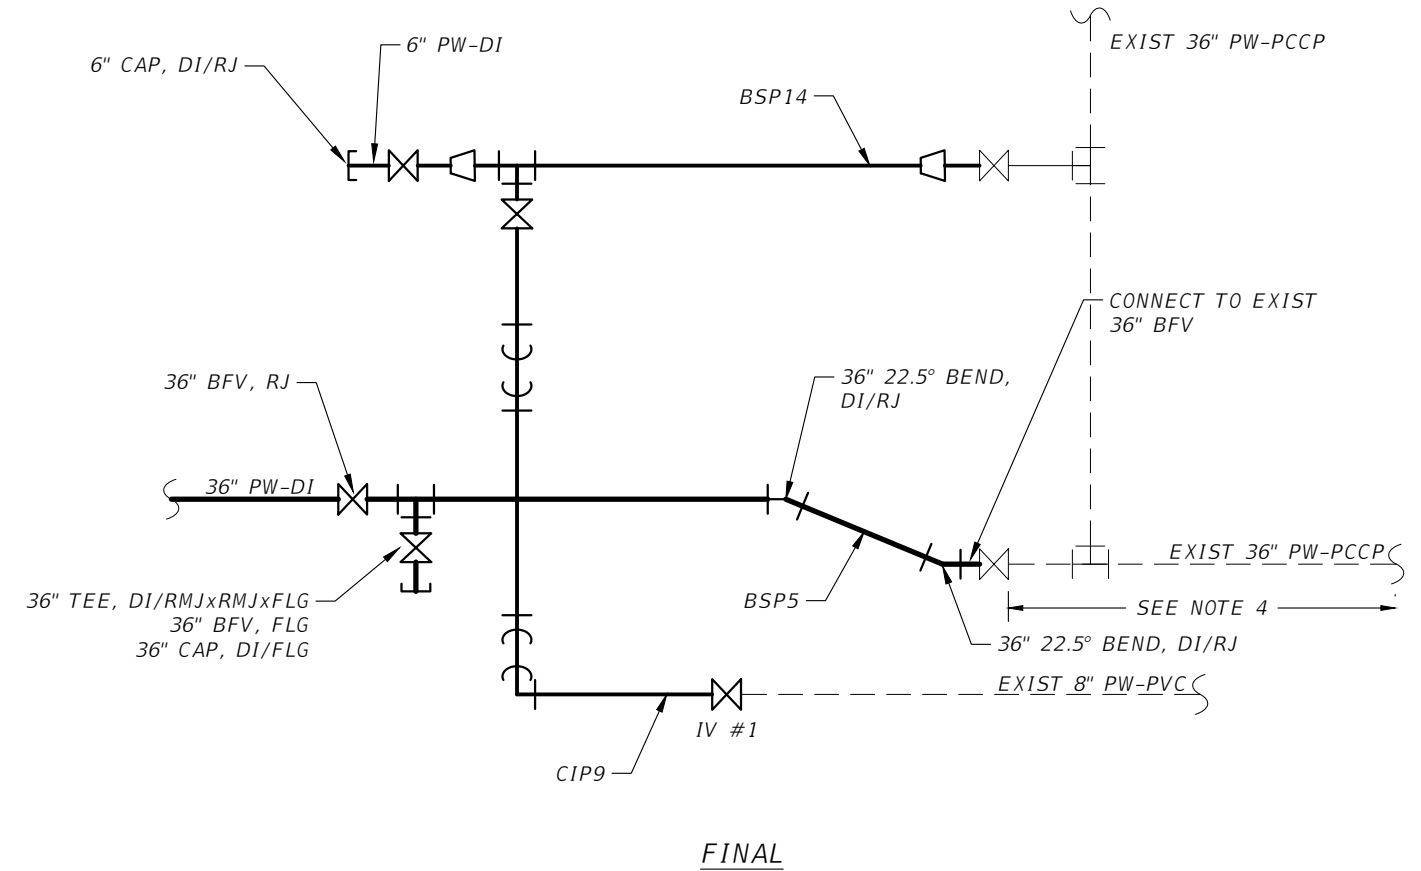 EXIST 36" PW-PCCP
6" PW-DI
6" CAP, DI/RJ
BSP14
CONNECT TO EXIST
36" BFV
36" BFV, RJ
36" 22.5° BEND,
DI/RJ
36" PW-DI
EXIST 36" PW-PCCP
BSP5
SEE NOTE 4
36" TEE, DI/RMJxRMJxFLG
36" BFV, FLG
36" CAP, DI/FLG
36" 22.5° BEND, DI/RJ
EXIST 8" PW-PVC
IV #1
CIP9
FINAL